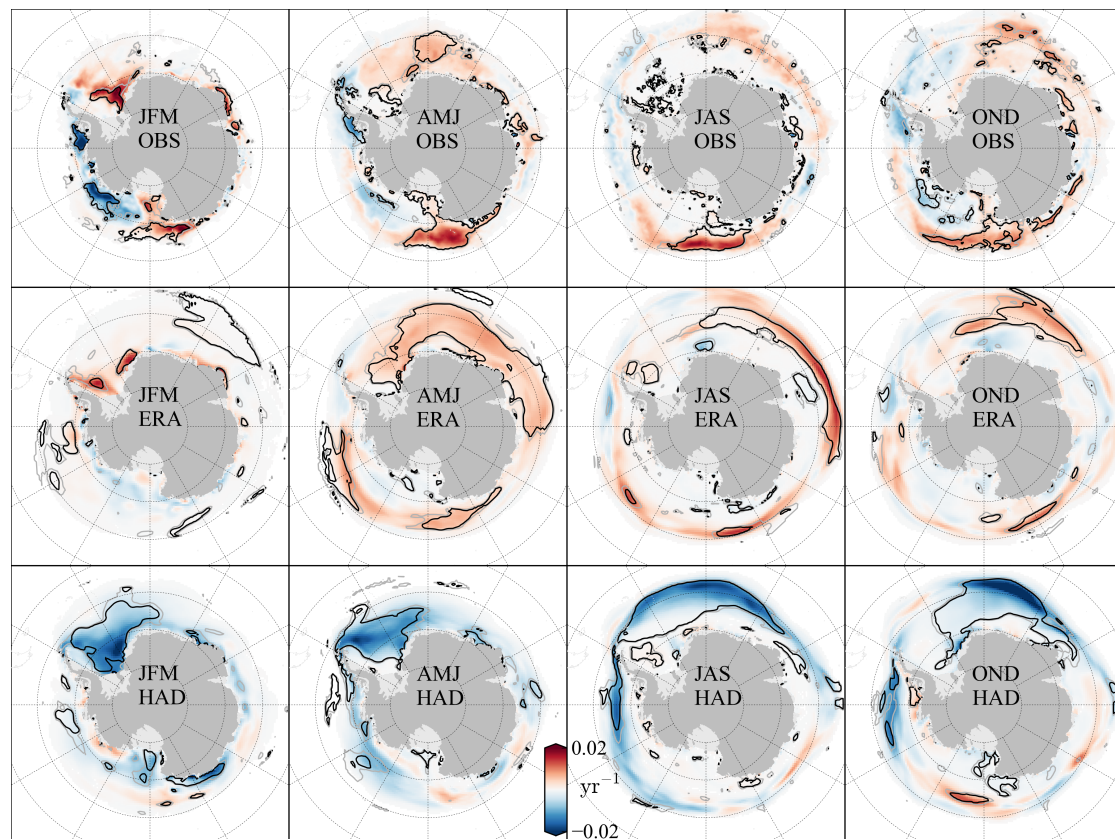 JFM
OBS
AMJ
OBS
JAS
OBS
OND
OBS
JFM
ERA
AMJ
ERA
JAS
ERA
OND
ERA
JFM
HAD
AMJ
HAD
JAS
HAD
OND
HAD
0.02
yr⁻¹
−0.02